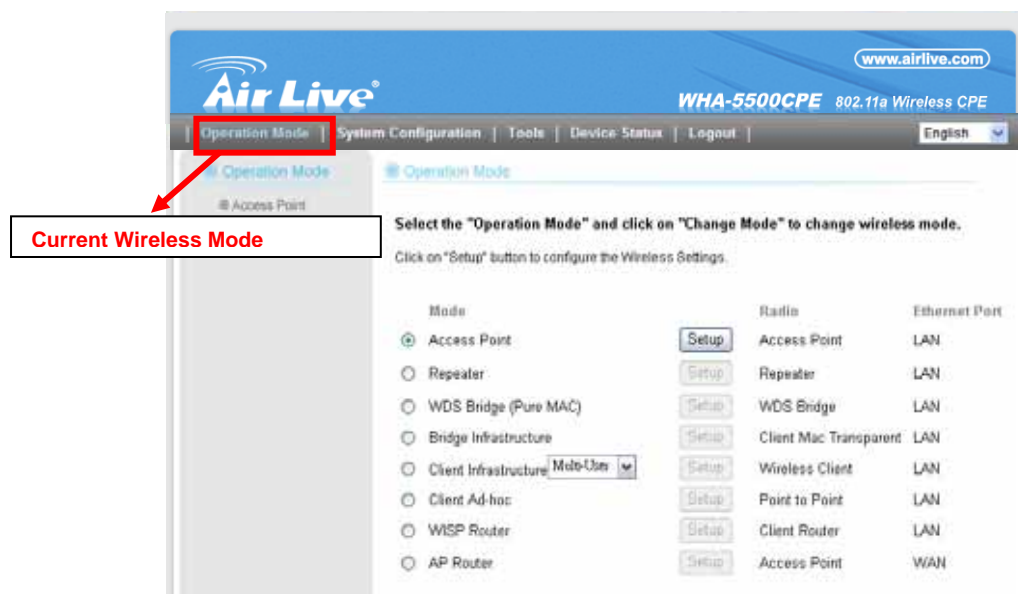 www.airlive.com
Air Live®
WHA-5500CPE 802.11a Wireless CPE
| Operation Mode | System Configuration | Tools | Device Status | Logout | English
Operation Mode
Operation Mode
Access Point
Current Wireless Mode
Select the "Operation Mode" and click on "Change Mode" to change wireless mode.
Click on "Setup" button to configure the Wireless Settings.
Mode Radio Ethernet Port
Access Point Setup Access Point LAN
Repeater Setup Repeater LAN
WDS Bridge (Pure MAC) Setup WDS Bridge LAN
Bridge Infrastructure Setup Client Mac Transparent LAN
Client Infrastructure Multi-User Setup Wireless Client LAN
Client Ad-hoc Setup Point to Point LAN
WISP Router Setup Client Router LAN
AP Router Setup Access Point WAN